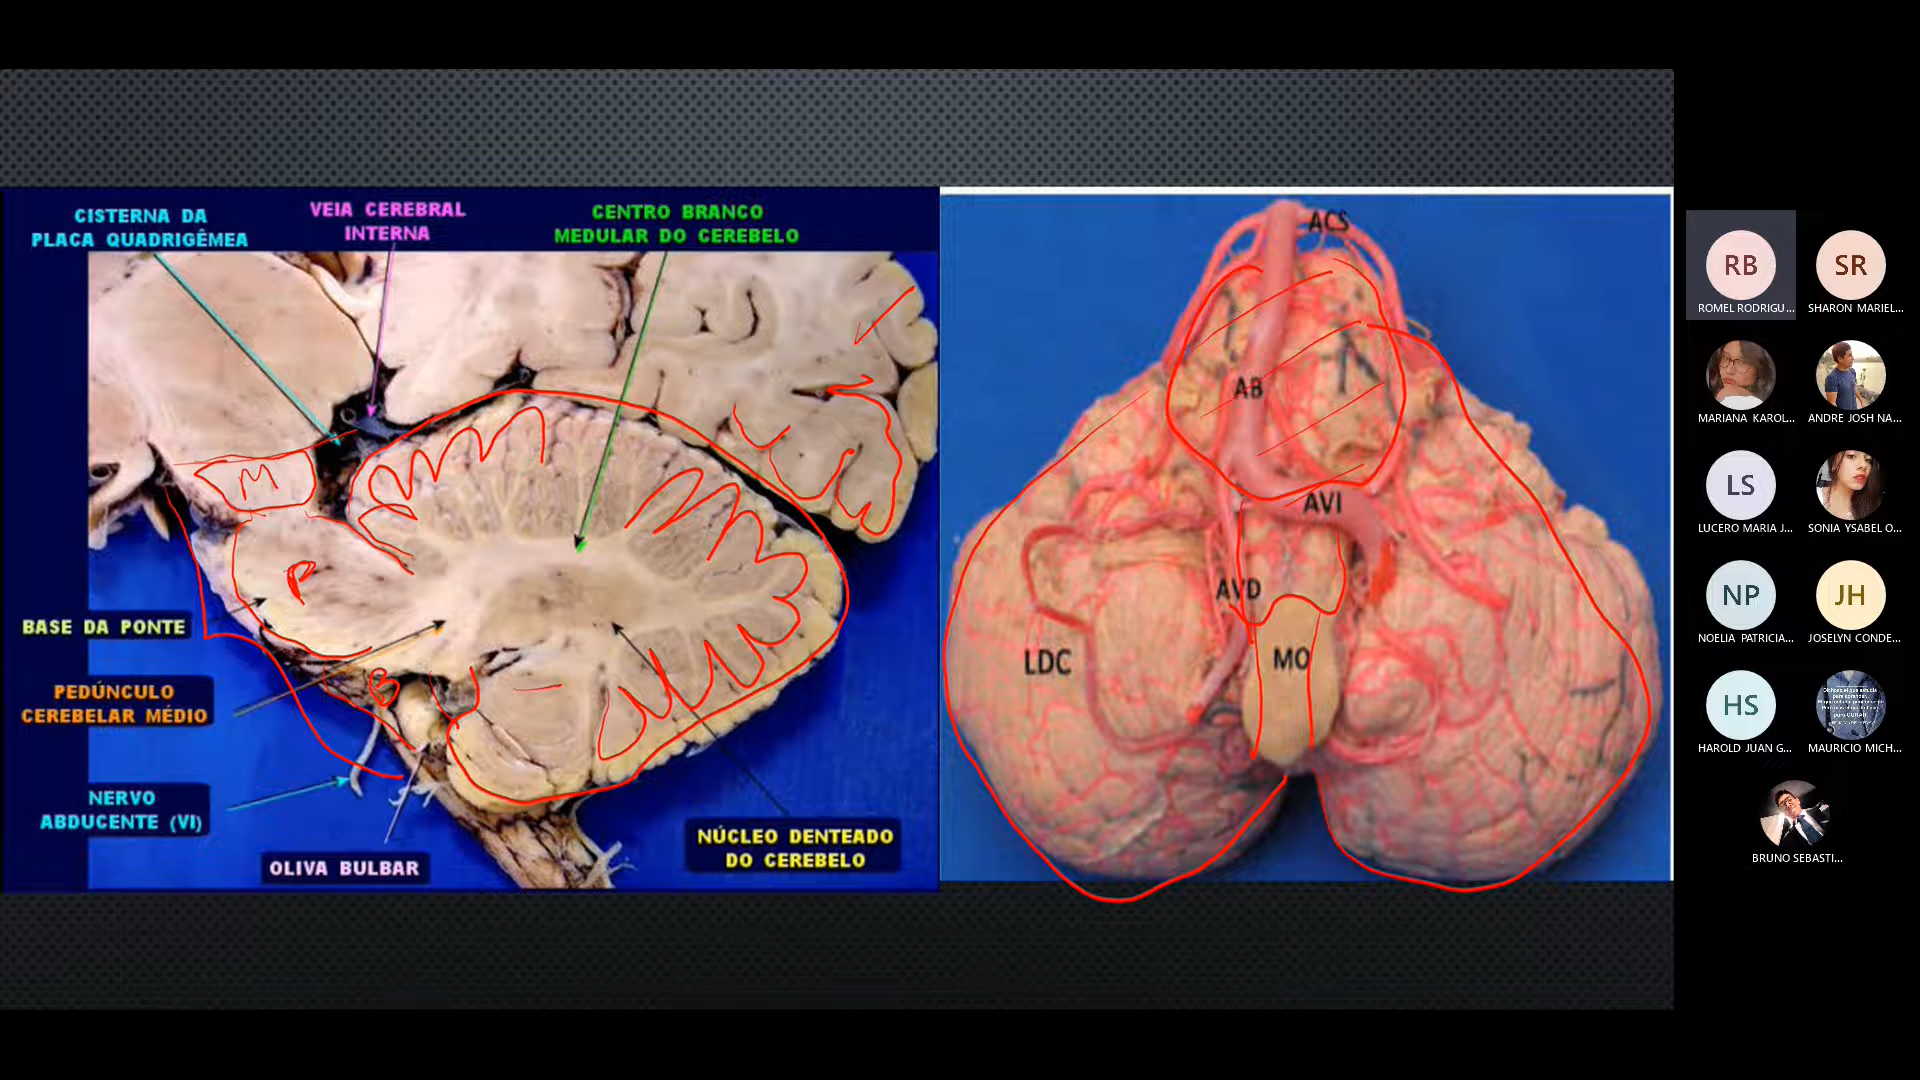 CISTERNA DA
PLACA QUADRIGÊMEA
VEIA CEREBRAL
INTERNA
CENTRO BRANCO
MEDULAR DO CEREBELO
M
P
B
BASE DA PONTE
PEDÚNCULO
CEREBELAR MÉDIO
NERVO
ABDUCENTE (VI)
OLIVA BULBAR
NÚCLEO DENTEADO
DO CEREBELO
ACS
AB
AVI
AVD
LDC
MO
RB
ROMEL RODRIGU...
SR
SHARON MARIEL...
MARIANA KAROL...
ANDRE JOSH NA...
LS
LUCERO MARIA J...
SONIA YSABEL O...
NP
NOELIA PATRICIA...
JH
JOSELYN CONDE...
HS
HAROLD JUAN G...
MAURICIO MICH...
BRUNO SEBASTI...